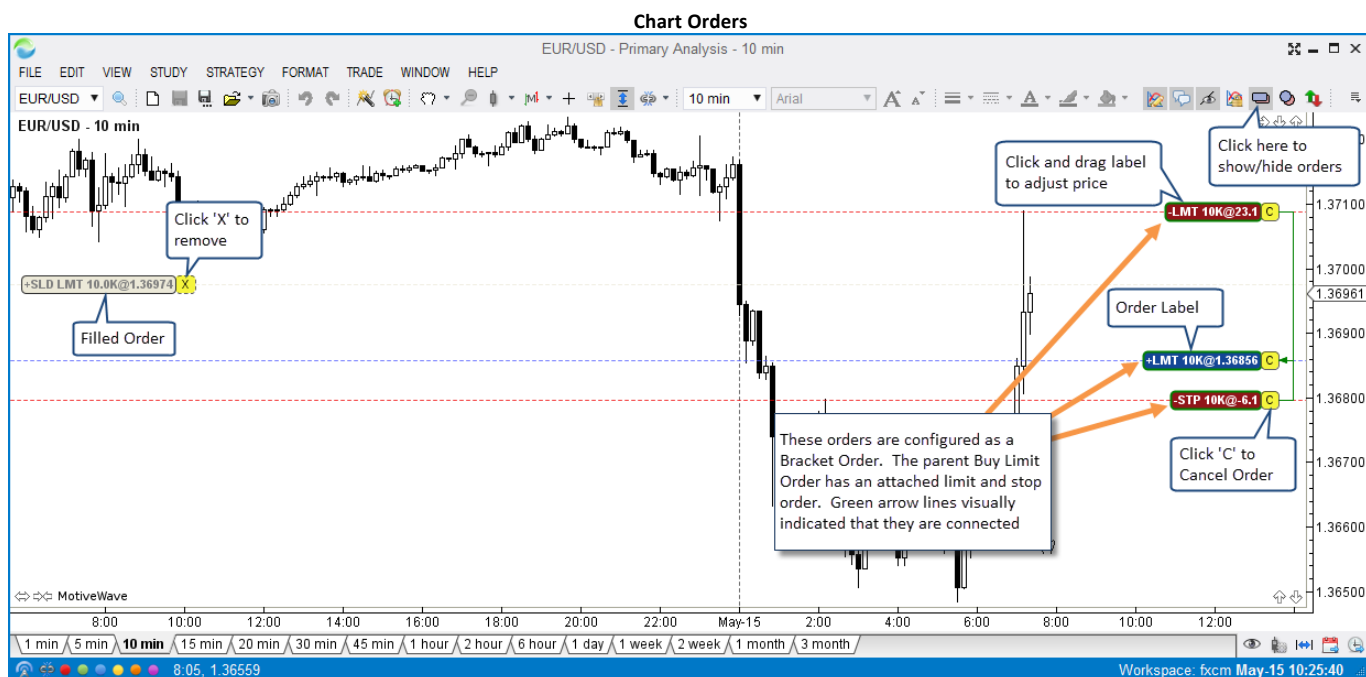 Chart Orders
EUR/USD - Primary Analysis - 10 min
FILE EDIT VIEW STUDY STRATEGY FORMAT TRADE WINDOW HELP
EUR/USD 10 min Arial
EUR/USD - 10 min
Click here to
show/hide orders
Click and drag label
to adjust price
Click 'X' to
remove
-LMT 10K@23.1 C
1.37100
1.37000
+SLD LMT 10.0K@1.36974 X
1.36961
Order Label
Filled Order
1.36900
+LMT 10K@1.36856 C
-STP 10K@-6.1 C
1.36800
These orders are configured as a
Bracket Order. The parent Buy Limit
Order has an attached limit and stop
order. Green arrow lines visually
indicated that they are connected
Click 'C' to
Cancel Order
1.36700
1.36600
1.36500
MotiveWave
8:00 10:00 12:00 14:00 16:00 18:00 20:00 22:00 May-15 2:00 4:00 6:00 8:00 10:00 12:00
1 min 5 min 10 min 15 min 20 min 30 min 45 min 1 hour 2 hour 6 hour 1 day 1 week 2 week 1 month 3 month
8:05, 1.36559 Workspace: fxcm May-15 10:25:40